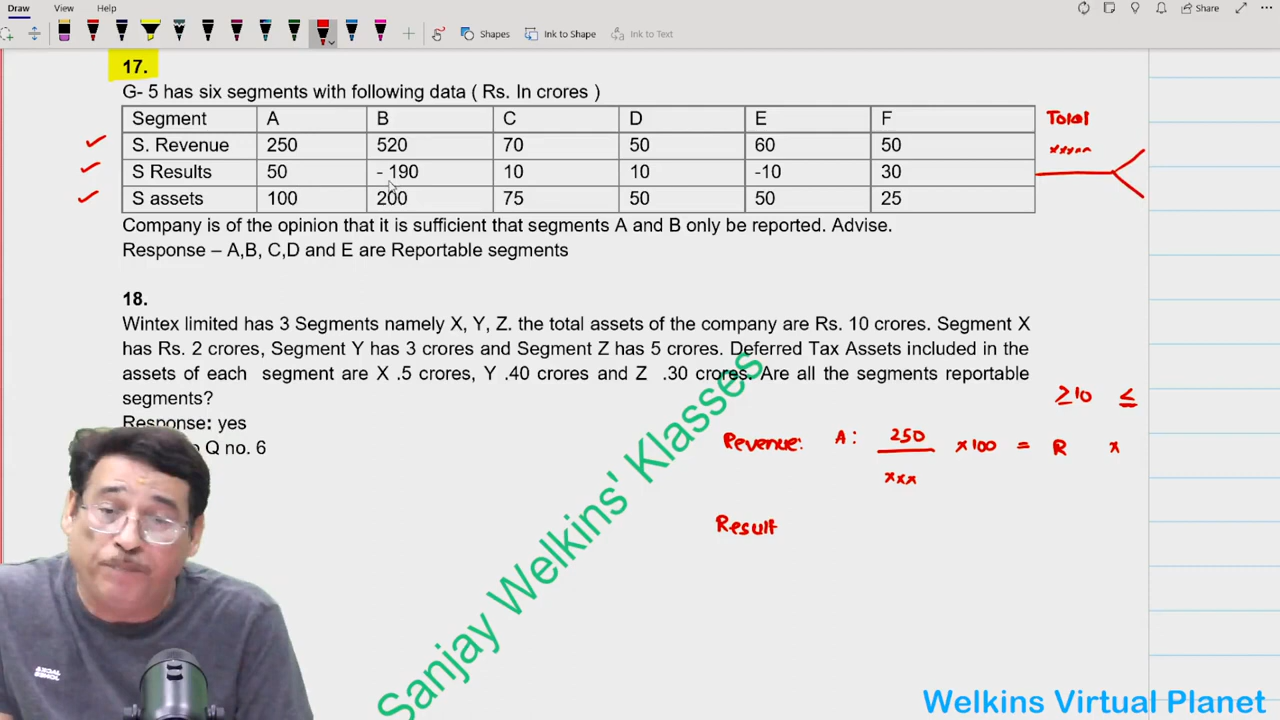 Draw View Help
Share
Shapes Ink to Shape Ink to Text
17.
G- 5 has six segments with following data ( Rs. In crores )
Segment A B C D E F
S. Revenue 250 520 70 50 60 50
S Results 50 - 190 10 10 -10 30
S assets 100 200 75 50 50 25
Total
xxxxx
Company is of the opinion that it is sufficient that segments A and B only be reported. Advise.
Response – A,B, C,D and E are Reportable segments
18.
Wintex limited has 3 Segments namely X, Y, Z. the total assets of the company are Rs. 10 crores. Segment X
has Rs. 2 crores, Segment Y has 3 crores and Segment Z has 5 crores. Deferred Tax Assets included in the
assets of each segment are X .5 crores, Y .40 crores and Z .30 crores. Are all the segments reportable
segments?
Response: yes
Q no. 6
≥10 ≤
Revenue: A: 250 x100 = R x
xxx
Result
Sanjay Welkins' Klasses
Welkins Virtual Planet